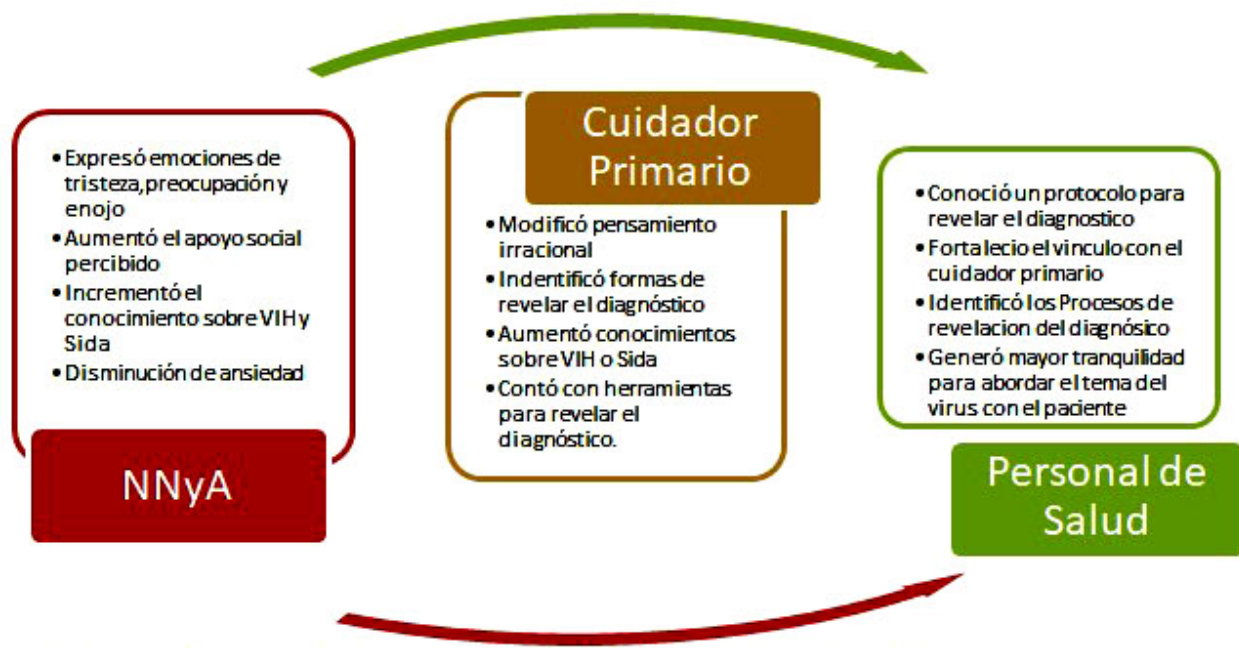 • Expresó emociones de
tristeza, preocupación y
enojo
• Aumentó el apoyo social
percibido
• Incrementó el
conocimiento sobre VIH y
Sida
• Disminución de ansiedad
NNyA
Cuidador
Primario
• Modificó pensamiento
irracional
• Indentificó formas de
revelar el diagnóstico
• Aumentó conocimientos
sobre VIH o Sida
• Contó con herramientas
para revelar el
diagnóstico.
• Conoció un protocolo para
revelar el diagnostico
• Fortalecio el vinculo con el
cuidador primario
• Identificó los Procesos de
revelacion del diagnósico
• Generó mayor tranquilidad
para abordar el tema del
virus con el paciente
Personal de
Salud